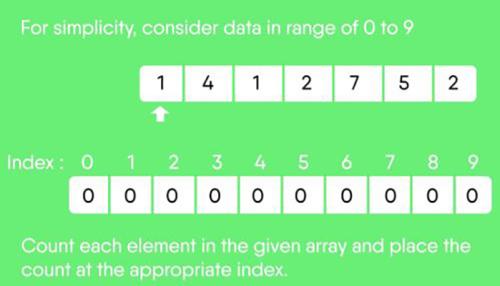 For simplicity, consider data in range of 0 to 9
1 4 1 2 7 5 2
Index : 0 1 2 3 4 5 6 7 8 9
0 0 0 0 0 0 0 0 0 0
Count each element in the given array and place the
count at the appropriate index.